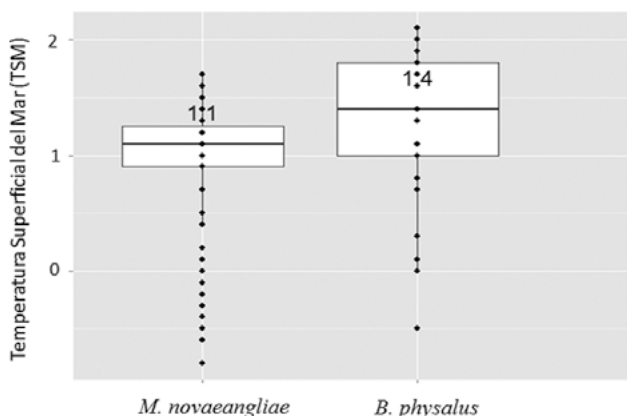 Temperatura Superficial del Mar (TSM)
2
1
0
1.1
1.4
M. novaeangliae
B. physalus